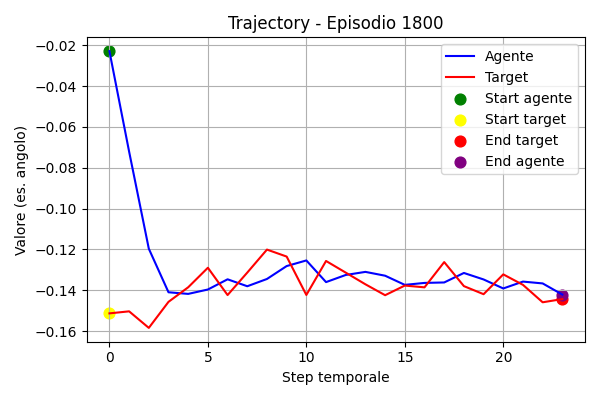 Trajectory - Episodio 1800
Valore (es. angolo)
−0.02
−0.04
−0.06
−0.08
−0.10
−0.12
−0.14
−0.16
Agente
Target
Start agente
Start target
End target
End agente
0 5 10 15 20
Step temporale